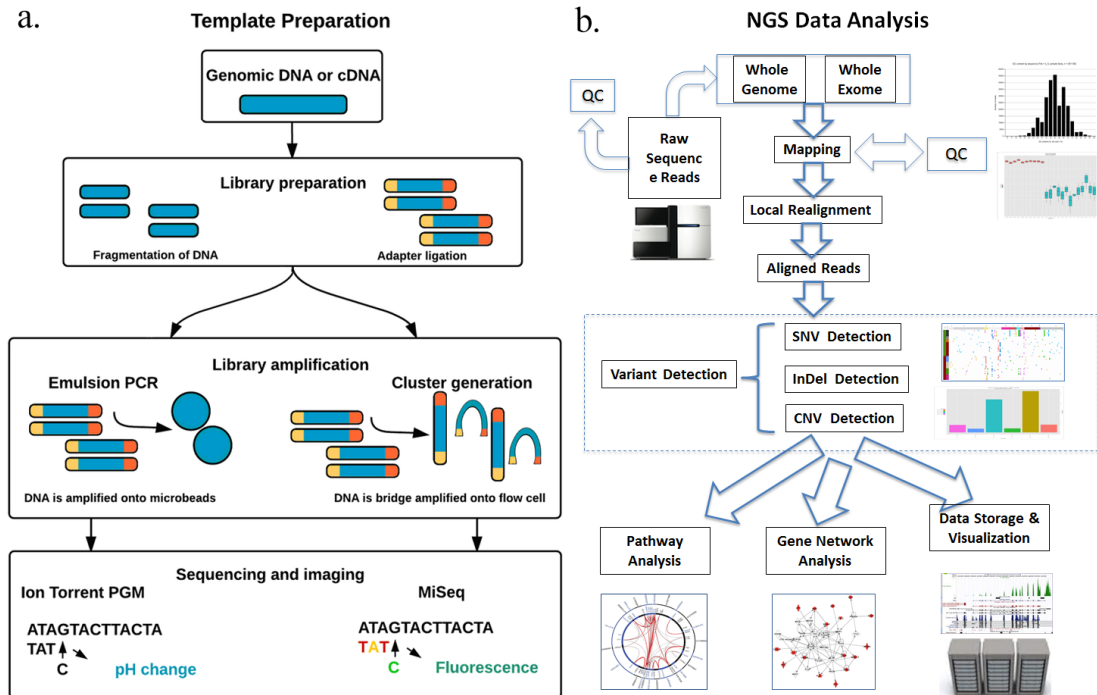 a.
Template Preparation
Genomic DNA or cDNA
Library preparation
Fragmentation of DNA
Adapter ligation
Library amplification
Emulsion PCR
Cluster generation
DNA is amplified onto microbeads
DNA is bridge amplified onto flow cell
Sequencing and imaging
Ion Torrent PGM
ATAGTACTTACTA
TAT
C
pH change
MiSeq
ATAGTACTTACTA
TAT
C
Fluorescence
b.
NGS Data Analysis
QC
Raw
Sequenc
e Reads
Whole
Genome
Whole
Exome
Mapping
QC
Local Realignment
Aligned Reads
Variant Detection
SNV Detection
InDel Detection
CNV Detection
Pathway
Analysis
Gene Network
Analysis
Data Storage &
Visualization